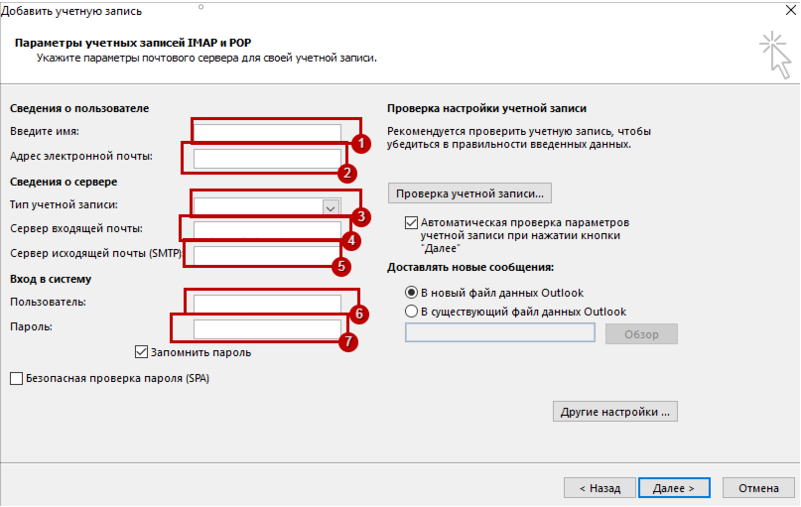 Добавить учетную запись
Параметры учетных записей IMAP и POP
Укажите параметры почтового сервера для своей учетной записи.
Сведения о пользователе
Введите имя:
1
Адрес электронной почты:
2
Сведения о сервере
Тип учетной записи:
3
Сервер входящей почты:
4
Сервер исходящей почты (SMTP):
5
Вход в систему
Пользователь:
6
Пароль:
7
Запомнить пароль
Безопасная проверка пароля (SPA)
Проверка настройки учетной записи
Рекомендуется проверить учетную запись, чтобы
убедиться в правильности введенных данных.
Проверка учетной записи...
Автоматическая проверка параметров
учетной записи при нажатии кнопки
"Далее"
Доставлять новые сообщения:
В новый файл данных Outlook
В существующий файл данных Outlook
Обзор
Другие настройки ...
< Назад
Далее >
Отмена